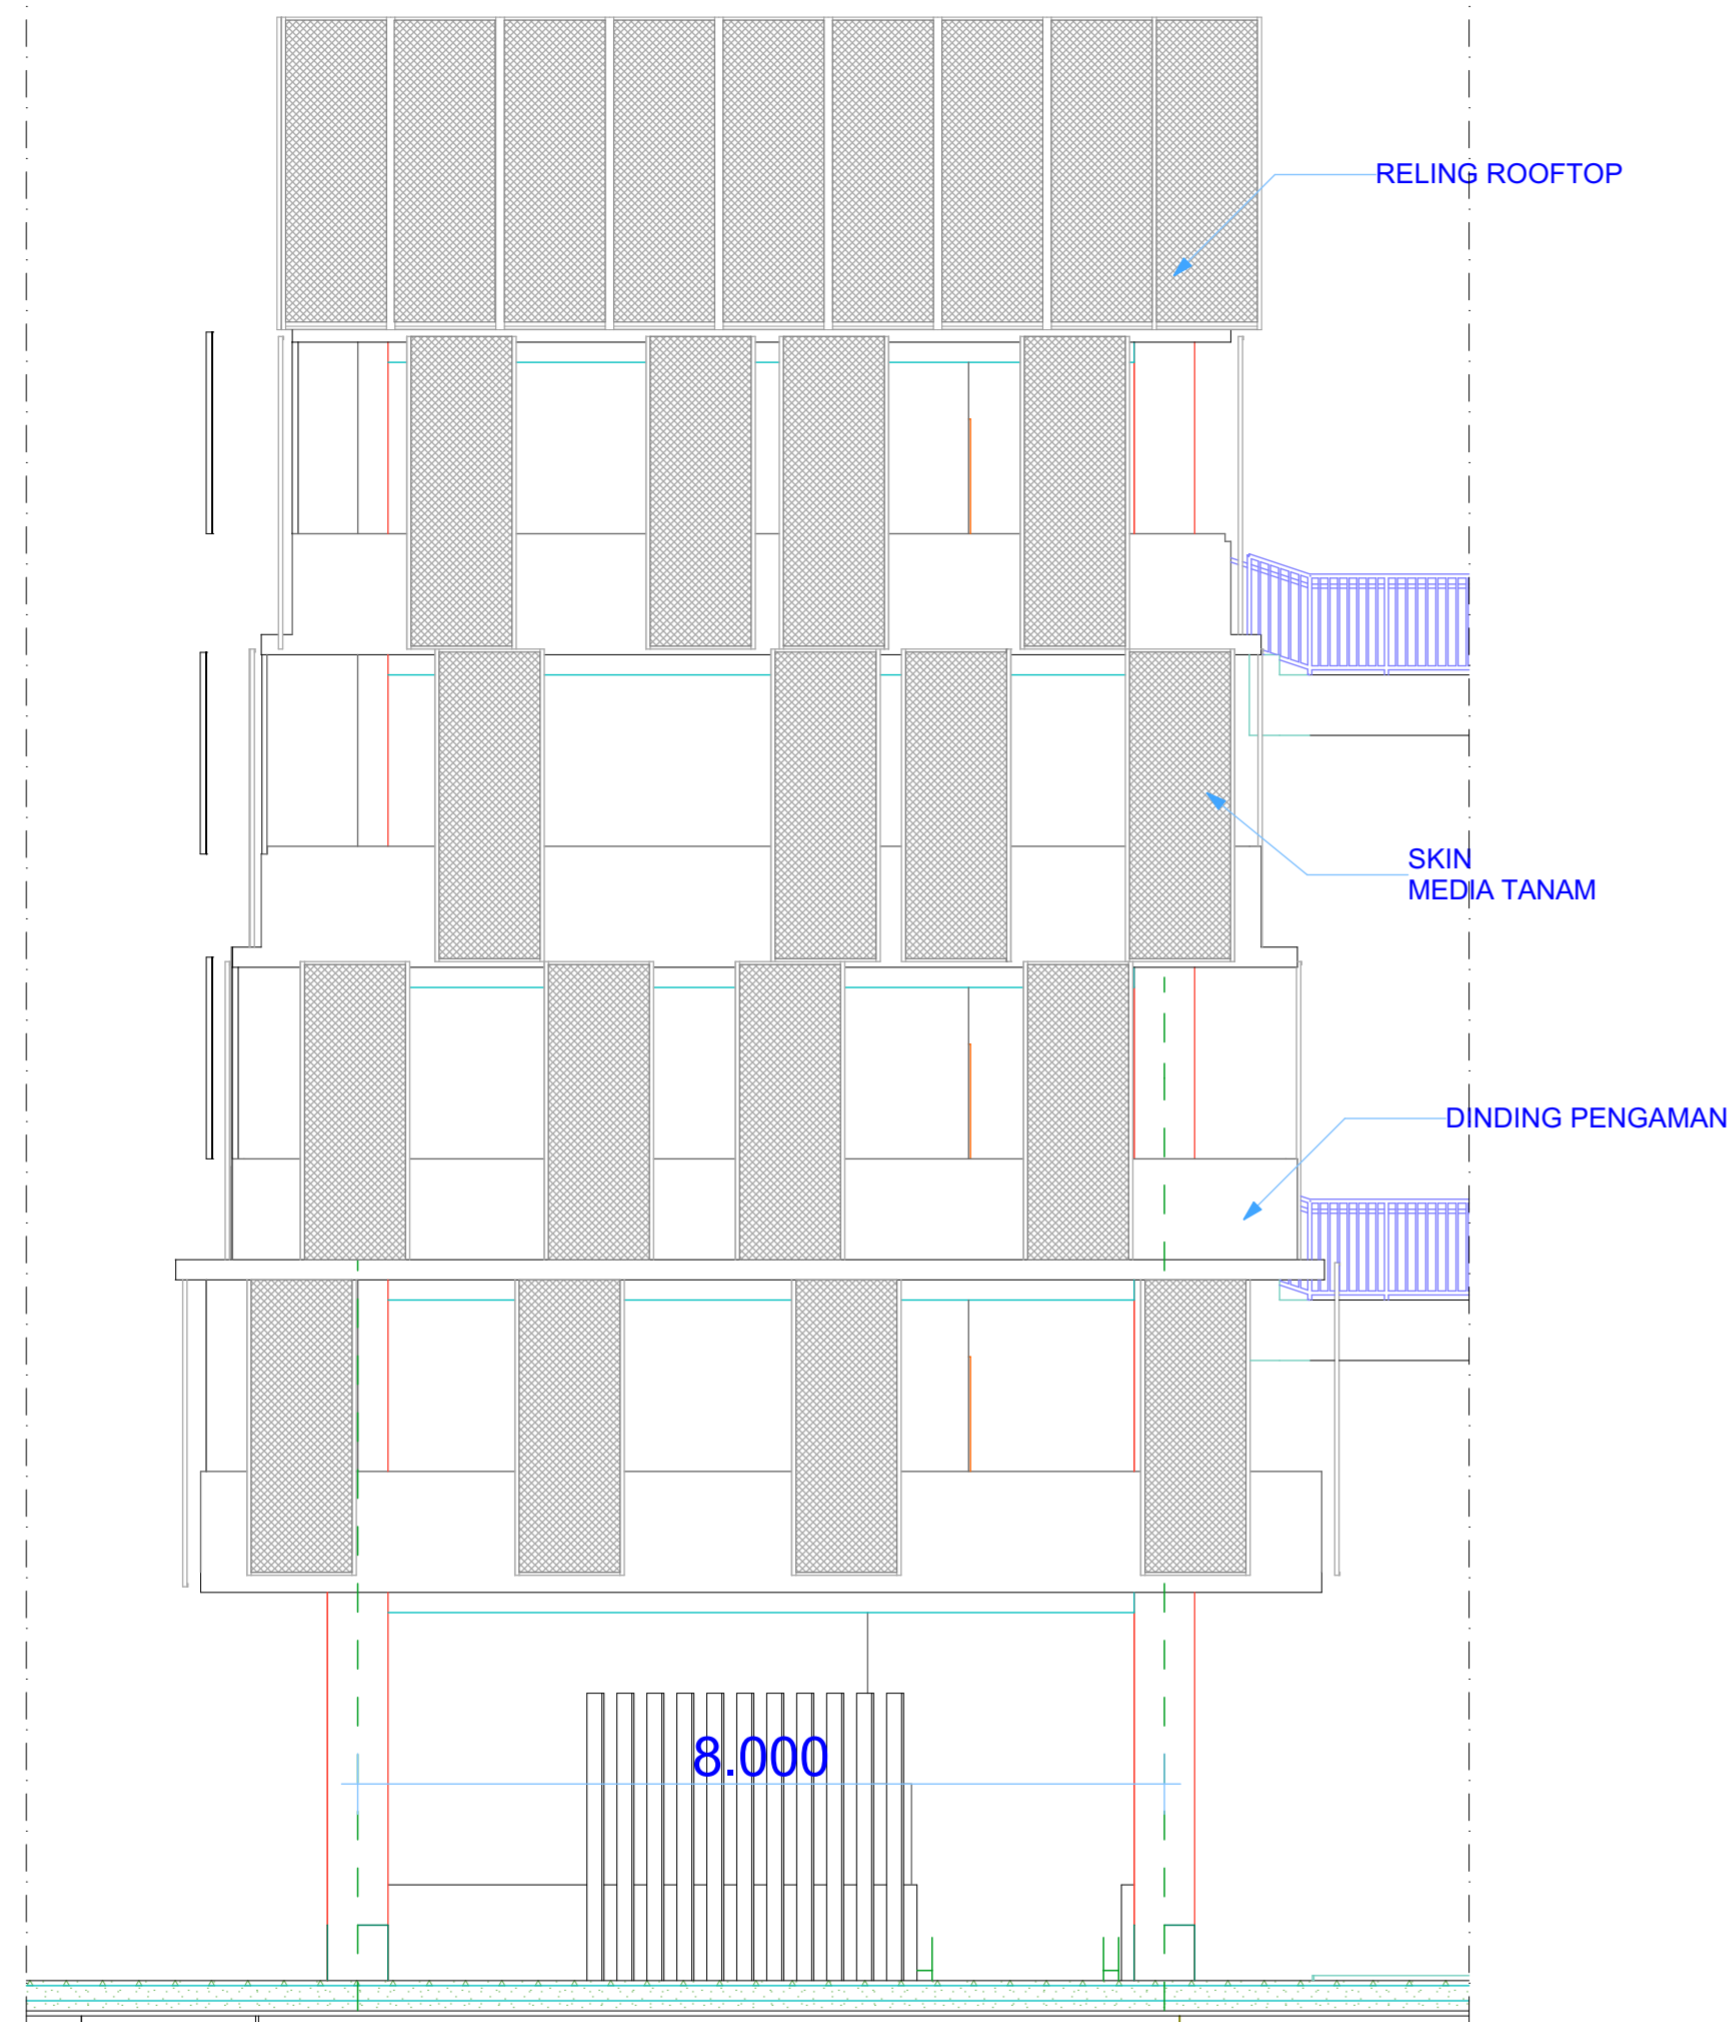 RELING ROOFTOP
SKIN
MEDIA TANAM
DINDING PENGAMAN
8.000